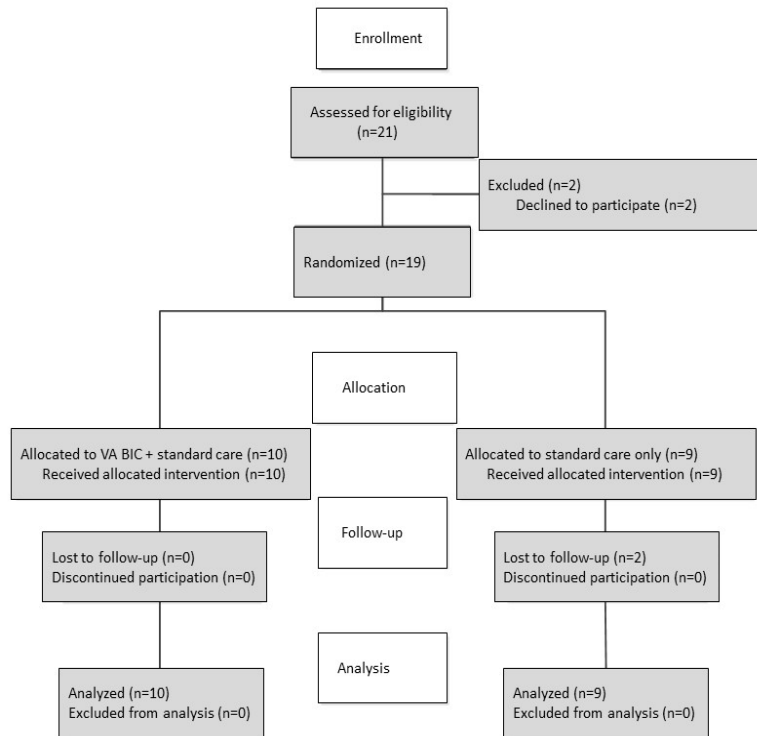 Enrollment
Assessed for eligibility
(n=21)
Excluded (n=2)
Declined to participate (n=2)
Randomized (n=19)
Allocation
Allocated to VA BIC + standard care (n=10)
Received allocated intervention (n=10)
Allocated to standard care only (n=9)
Received allocated intervention (n=9)
Follow-up
Lost to follow-up (n=0)
Discontinued participation (n=0)
Lost to follow-up (n=2)
Discontinued participation (n=0)
Analysis
Analyzed (n=10)
Excluded from analysis (n=0)
Analyzed (n=9)
Excluded from analysis (n=0)